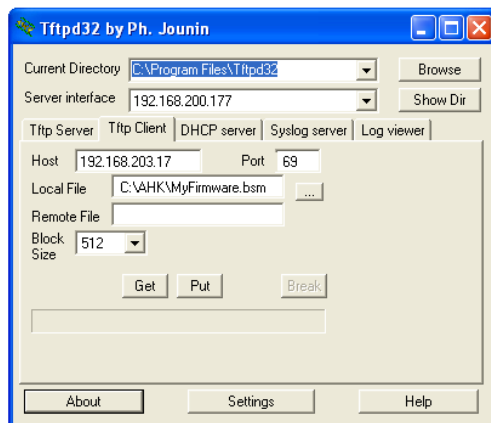 Tftpd32 by Ph. Jounin
Current Directory C:\Program Files\Tftpd32 Browse
Server interface 192.168.200.177 Show Dir
Tftp Server Tftp Client DHCP server Syslog server Log viewer
Host 192.168.203.17 Port 69
Local File C:\AHK\MyFirmware.bsm ...
Remote File
Block Size 512
Get Put Break
About Settings Help